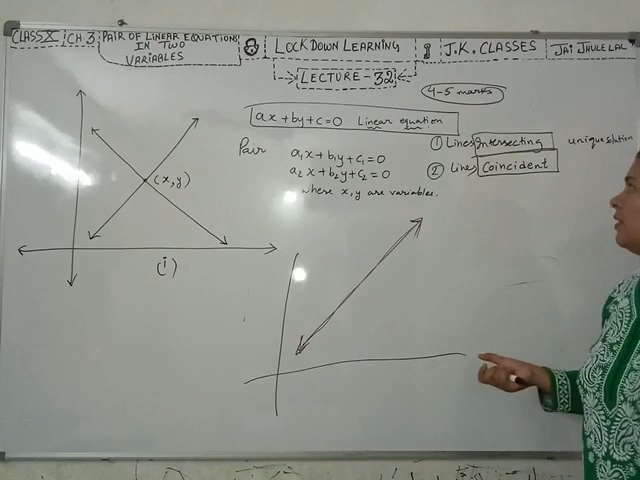 CLASS X CH 3 PAIR OF LINEAR EQUATIONS IN TWO VARIABLES
LOCKDOWN LEARNING
J.K. CLASSES
JAI JHULELAL
LECTURE - 32
4-5 marks
ax + by + c = 0 Linear equation
Pair
a₁x + b₁y + c₁ = 0
a₂x + b₂y + c₂ = 0
where x, y are variables.
① Lines Intersecting unique solution
② Lines Coincident
(x, y)
(i)